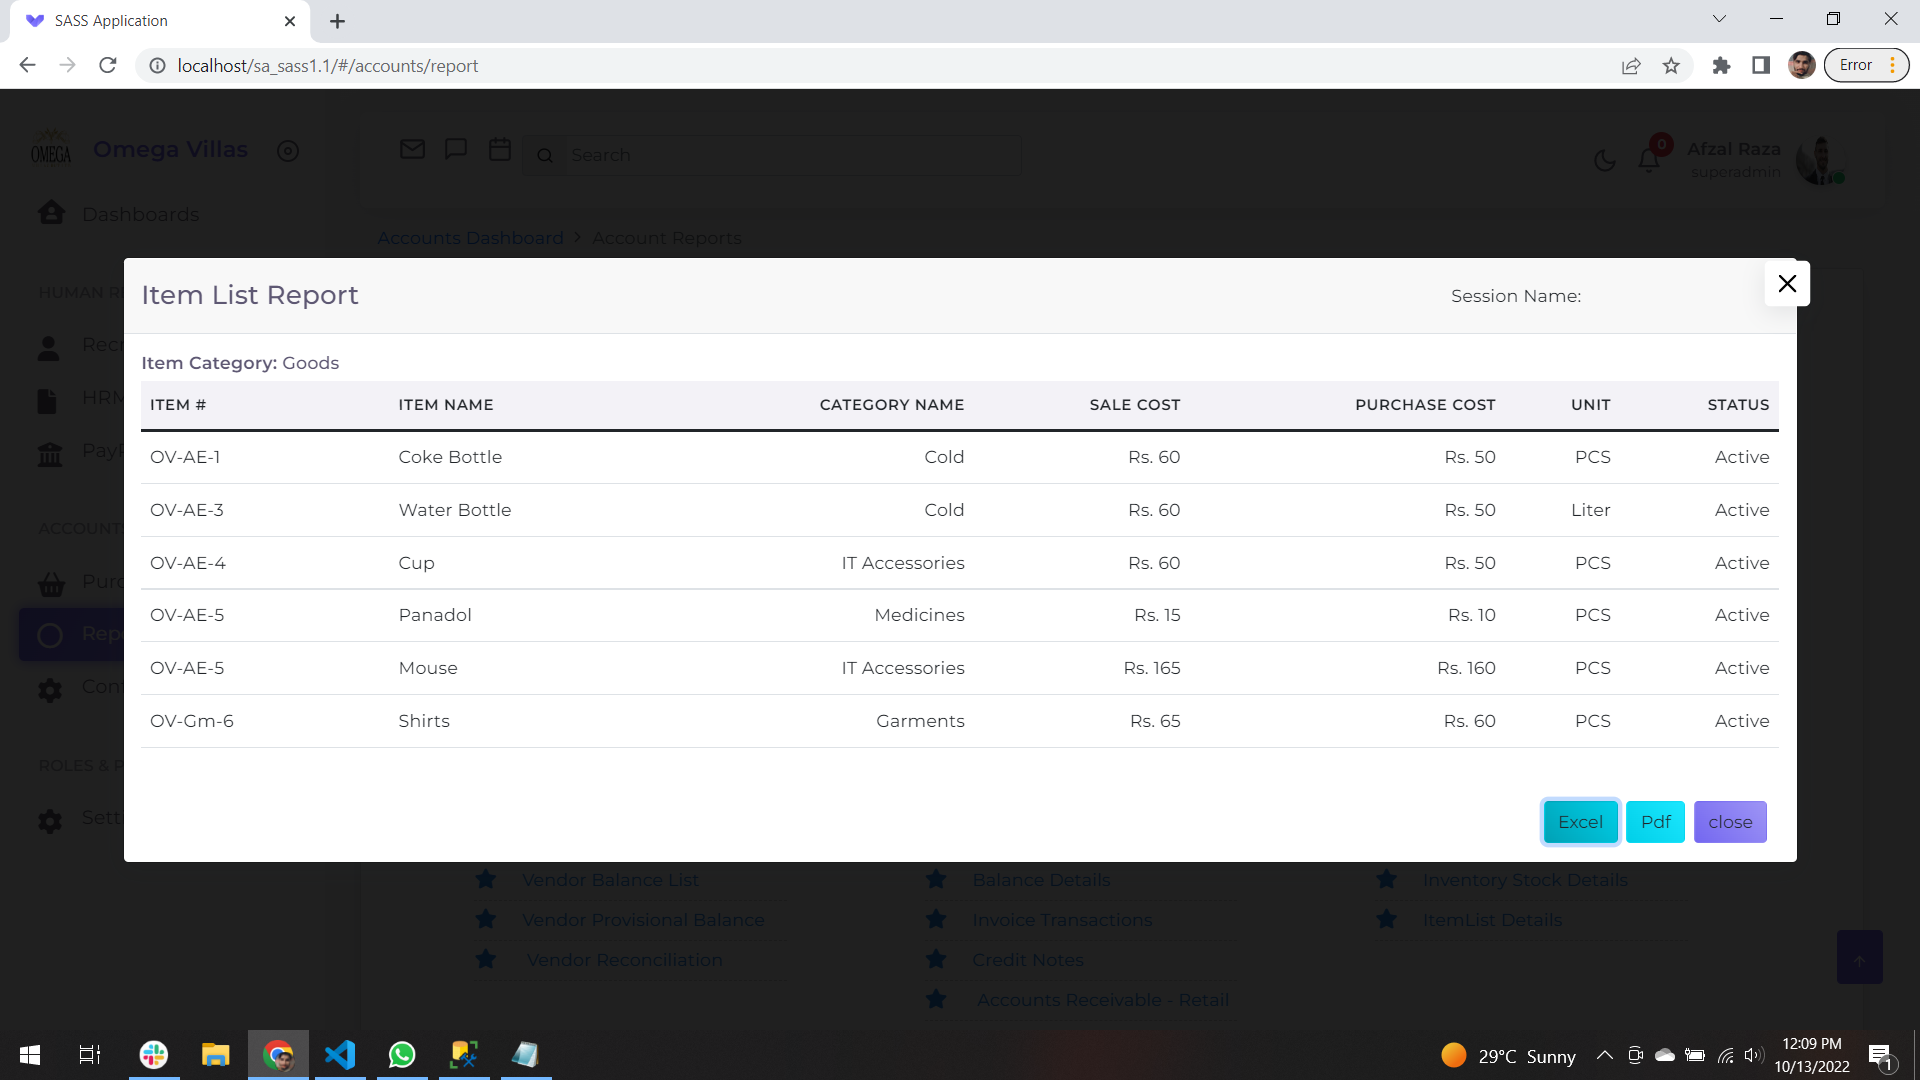 SASS Application
localhost/sa_sass1.1/#/accounts/report
Error
OMEGA
Omega Villas
Search
0
Afzal Raza
superadmin
Dashboards
Accounts Dashboard > Account Reports
Item List Report
Session Name:
Item Category: Goods
ITEM # ITEM NAME CATEGORY NAME SALE COST PURCHASE COST UNIT STATUS
OV-AE-1 Coke Bottle Cold Rs. 60 Rs. 50 PCS Active
OV-AE-3 Water Bottle Cold Rs. 60 Rs. 50 Liter Active
OV-AE-4 Cup IT Accessories Rs. 60 Rs. 50 PCS Active
OV-AE-5 Panadol Medicines Rs. 15 Rs. 10 PCS Active
OV-AE-5 Mouse IT Accessories Rs. 165 Rs. 160 PCS Active
OV-Gm-6 Shirts Garments Rs. 65 Rs. 60 PCS Active
Excel Pdf close
HUMAN
HRM
ROLES &
Vendor Balance List Balance Details Inventory Stock Details
Vendor Provisional Balance Invoice Transactions ItemList Details
Vendor Reconciliation Credit Notes
Accounts Receivable - Retail
29°C Sunny
12:09 PM
10/13/2022
1